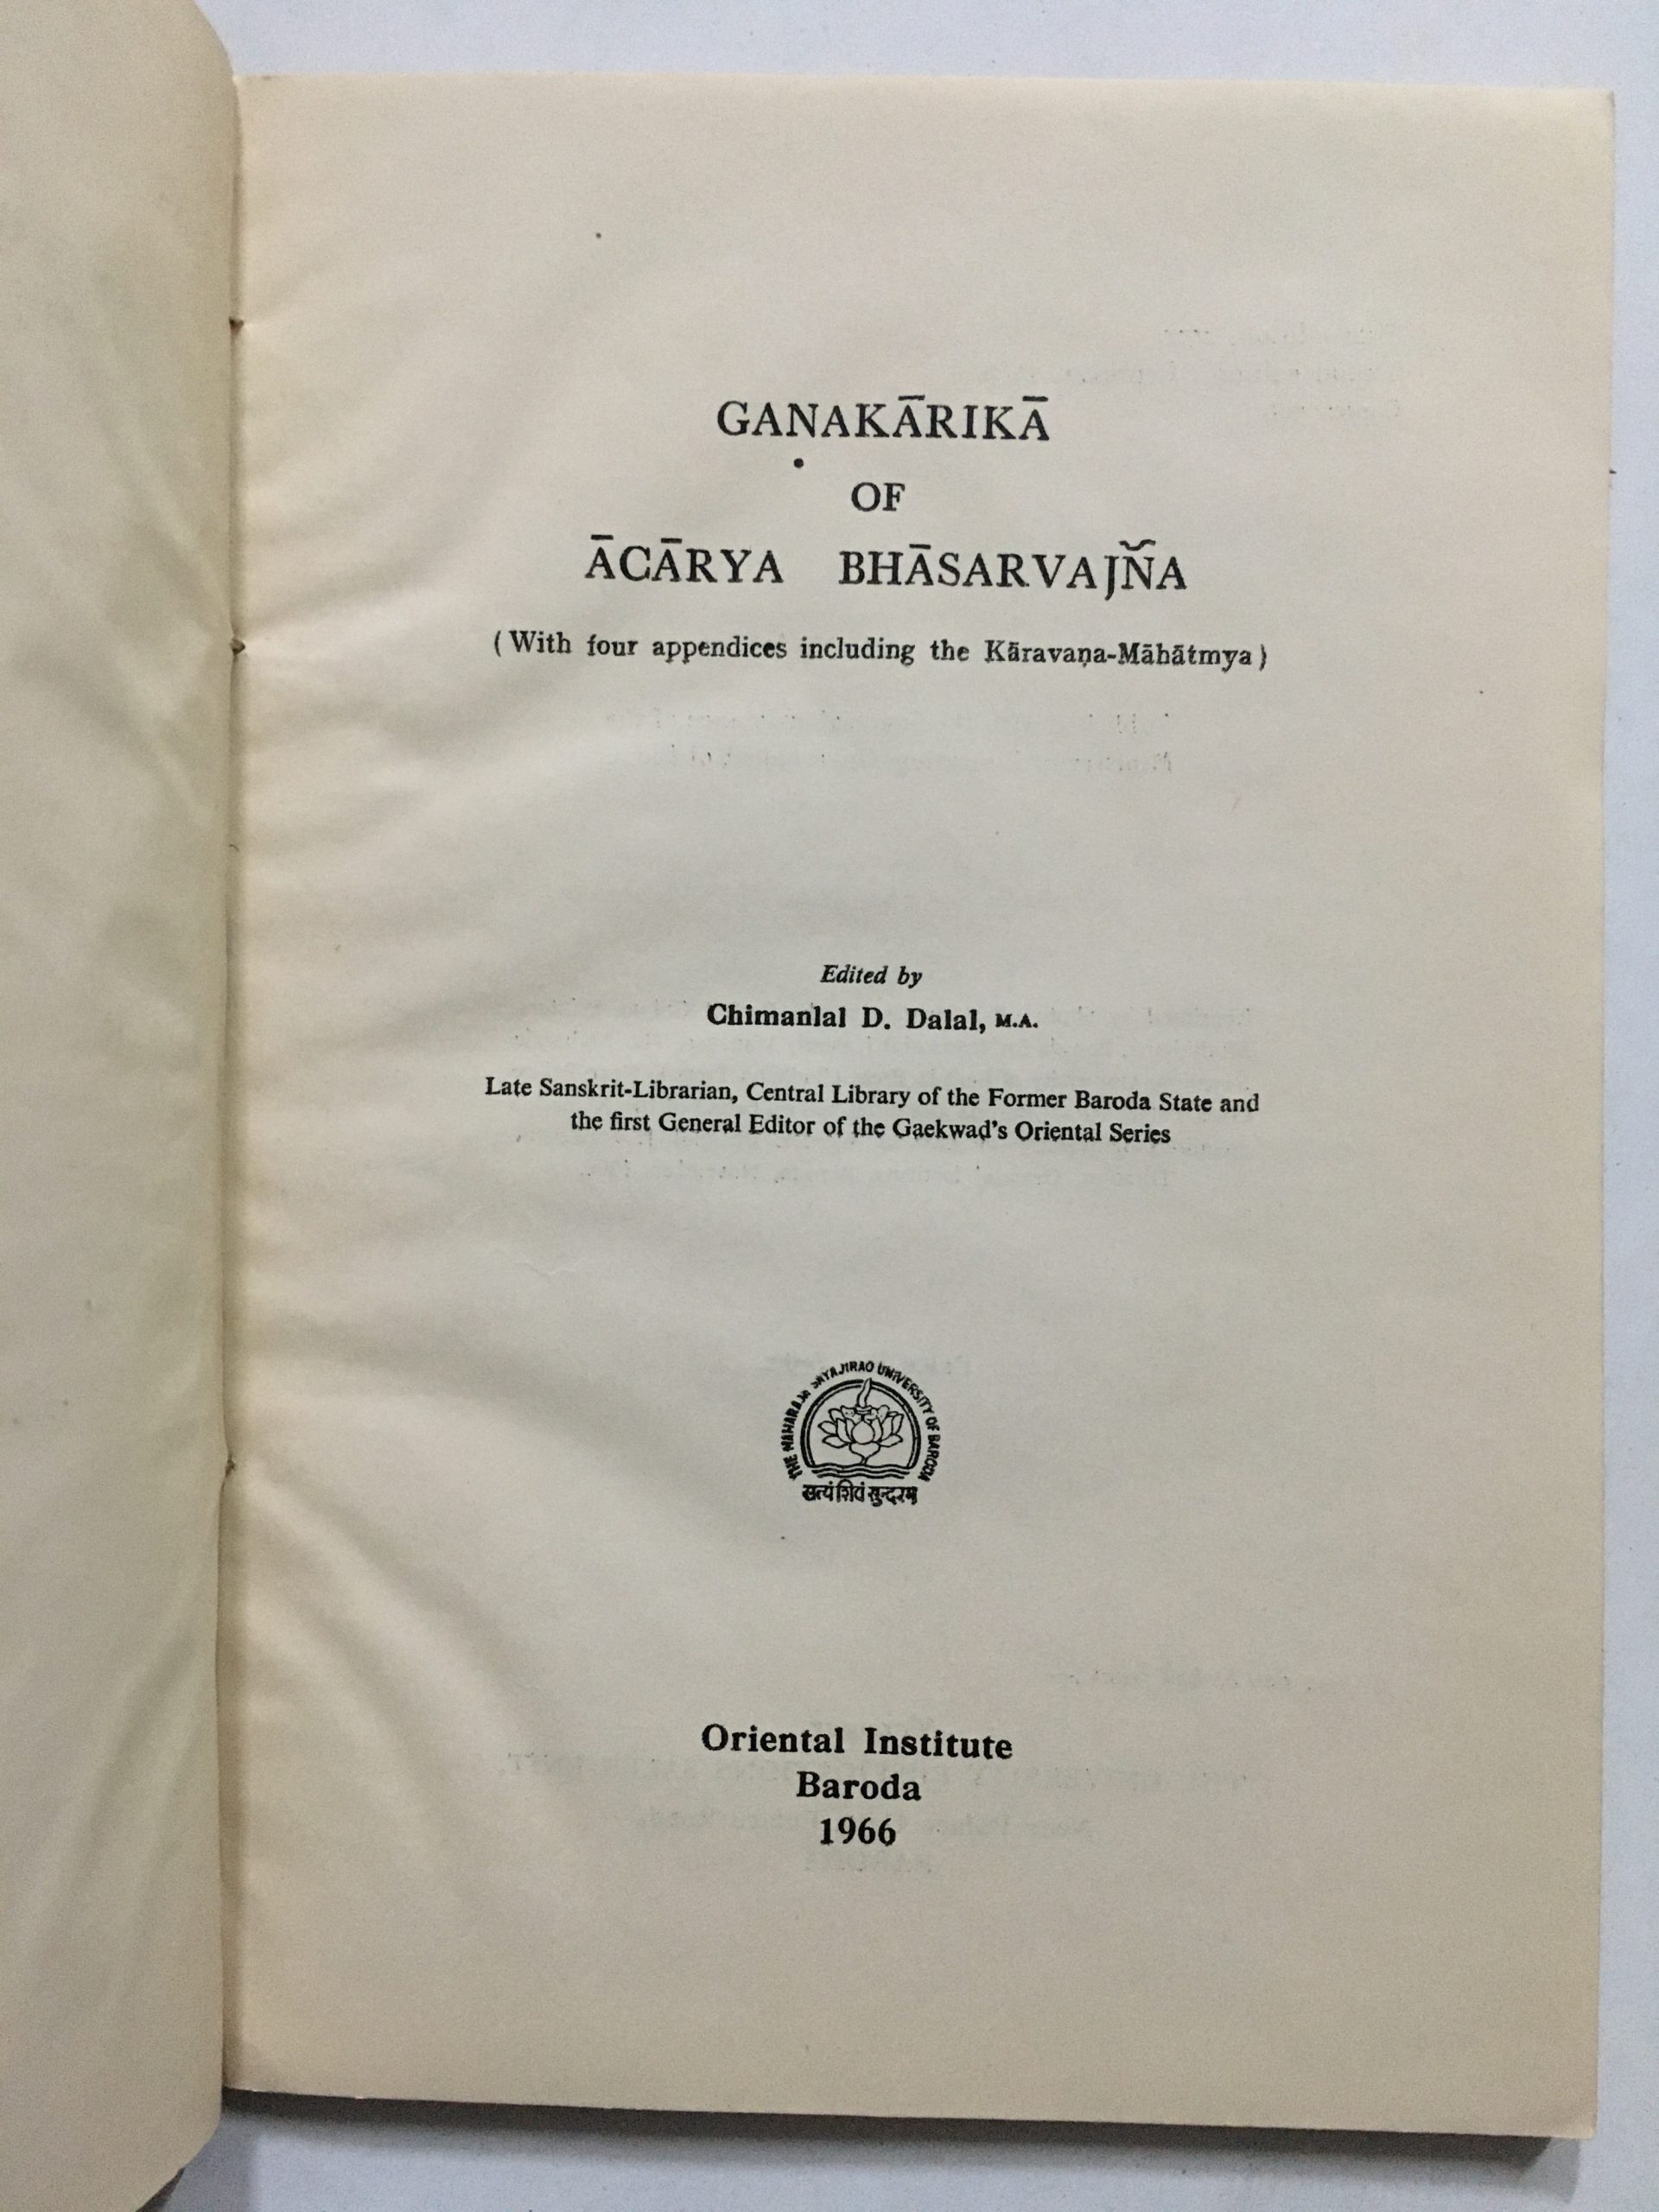 GAṆAKĀRIKĀ
OF
ĀCĀRYA BHĀSARVAJÑA
(With four appendices including the Kāravaṇa-Māhātmya)
Edited by
Chimanlal D. Dalal, M.A.
Late Sanskrit-Librarian, Central Library of the Former Baroda State and
the first General Editor of the Gaekwad's Oriental Series
THE MAHARAJA SAYAJIRAO UNIVERSITY OF BARODA
सत्यं शिवं सुन्दरम्
Oriental Institute
Baroda
1966